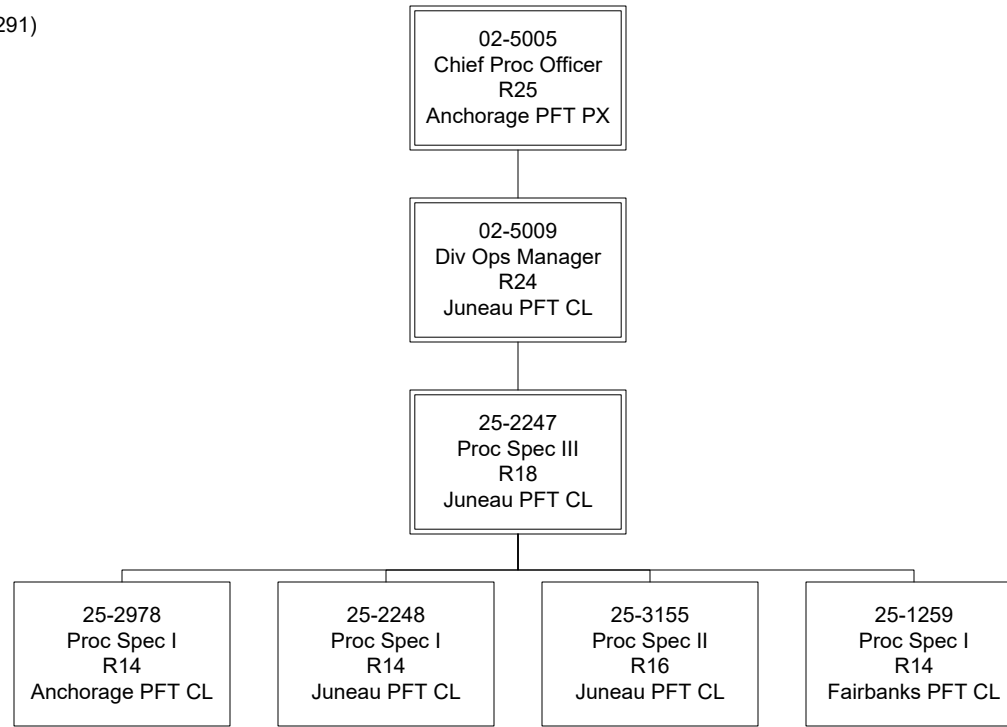 291)
02-5005
Chief Proc Officer
R25
Anchorage PFT PX
02-5009
Div Ops Manager
R24
Juneau PFT CL
25-2247
Proc Spec III
R18
Juneau PFT CL
25-2978
Proc Spec I
R14
Anchorage PFT CL
25-2248
Proc Spec I
R14
Juneau PFT CL
25-3155
Proc Spec II
R16
Juneau PFT CL
25-1259
Proc Spec I
R14
Fairbanks PFT CL